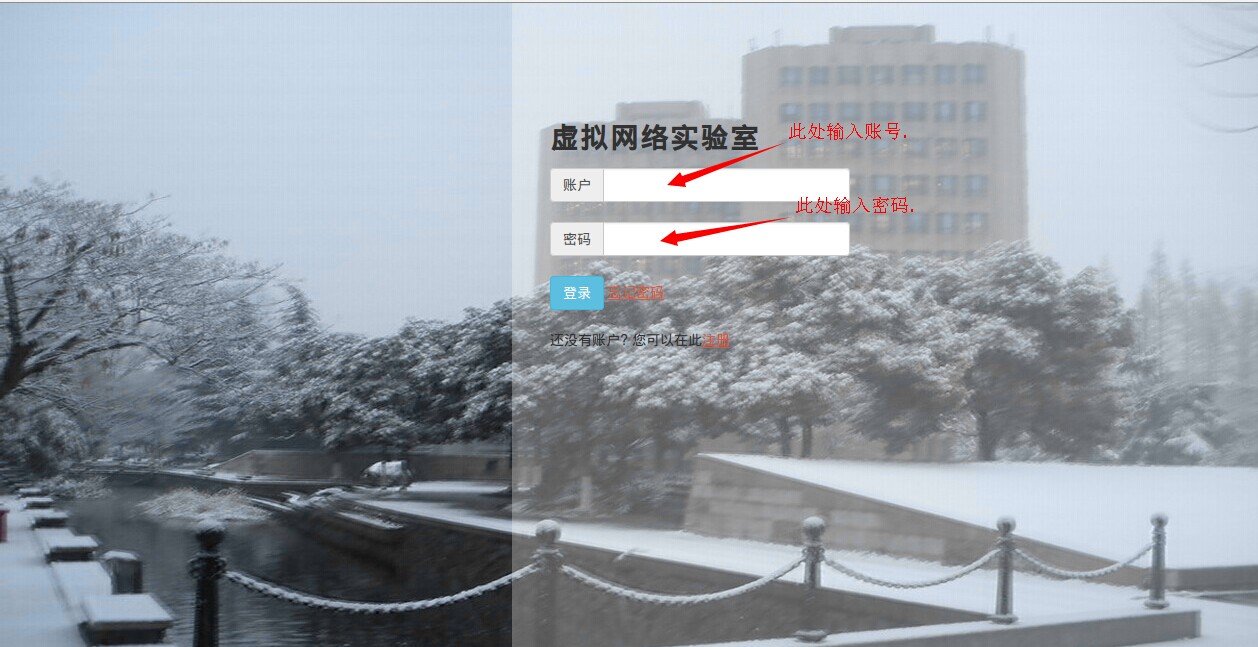 虚拟网络实验室
此处输入账号.
账户
此处输入密码.
密码
登录 忘记密码
还没有账户? 您可以在此注册